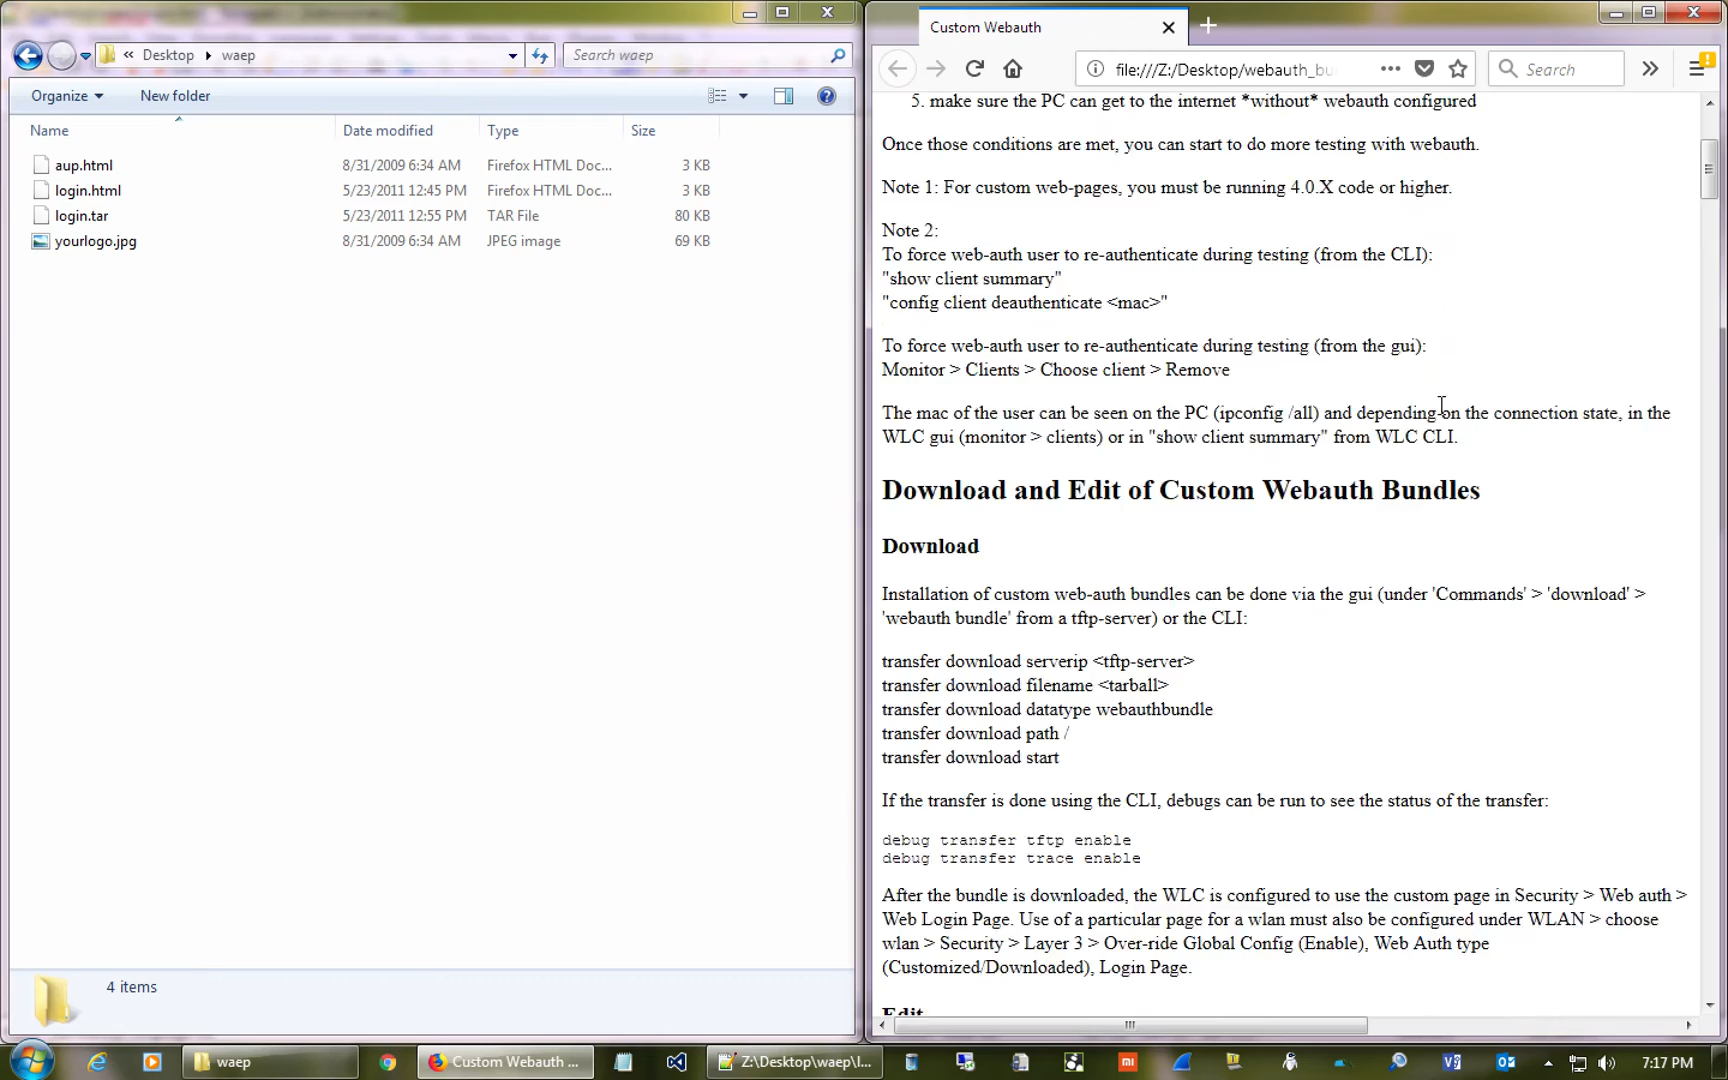 « Desktop › waep
Search waep
Organize
New folder
Name
Date modified
Type
Size
aup.html 8/31/2009 6:34 AM Firefox HTML Doc... 3 KB
login.html 5/23/2011 12:45 PM Firefox HTML Doc... 3 KB
login.tar 5/23/2011 12:55 PM TAR File 80 KB
yourlogo.jpg 8/31/2009 6:34 AM JPEG image 69 KB
4 items
Custom Webauth
file:///Z:/Desktop/webauth_bu
Search
5. make sure the PC can get to the internet *without* webauth configured
Once those conditions are met, you can start to do more testing with webauth.
Note 1: For custom web-pages, you must be running 4.0.X code or higher.
Note 2:
To force web-auth user to re-authenticate during testing (from the CLI):
"show client summary"
"config client deauthenticate <mac>"
To force web-auth user to re-authenticate during testing (from the gui):
Monitor > Clients > Choose client > Remove
The mac of the user can be seen on the PC (ipconfig /all) and depending on the connection state, in the
WLC gui (monitor > clients) or in "show client summary" from WLC CLI.
Download and Edit of Custom Webauth Bundles
Download
Installation of custom web-auth bundles can be done via the gui (under 'Commands' > 'download' >
'webauth bundle' from a tftp-server) or the CLI:
transfer download serverip <tftp-server>
transfer download filename <tarball>
transfer download datatype webauthbundle
transfer download path /
transfer download start
If the transfer is done using the CLI, debugs can be run to see the status of the transfer:
debug transfer tftp enable
debug transfer trace enable
After the bundle is downloaded, the WLC is configured to use the custom page in Security > Web auth >
Web Login Page. Use of a particular page for a wlan must also be configured under WLAN > choose
wlan > Security > Layer 3 > Over-ride Global Config (Enable), Web Auth type
(Customized/Downloaded), Login Page.
Edit
waep
Custom Webauth ...
Z:\Desktop\waep\l...
7:17 PM